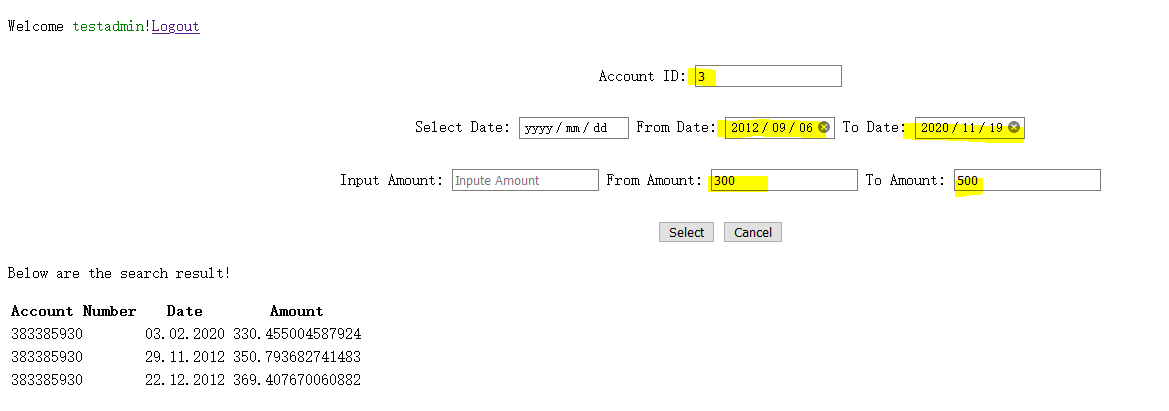 Welcome testadmin!Logout
Account ID: 3
Select Date: yyyy/mm/dd From Date: 2012/09/06 To Date: 2020/11/19
Input Amount: Inpute Amount From Amount: 300 To Amount: 500
Select Cancel
Below are the search result!
Account Number Date Amount
383385930 03.02.2020 330.455004587924
383385930 29.11.2012 350.793682741483
383385930 22.12.2012 369.407670060882